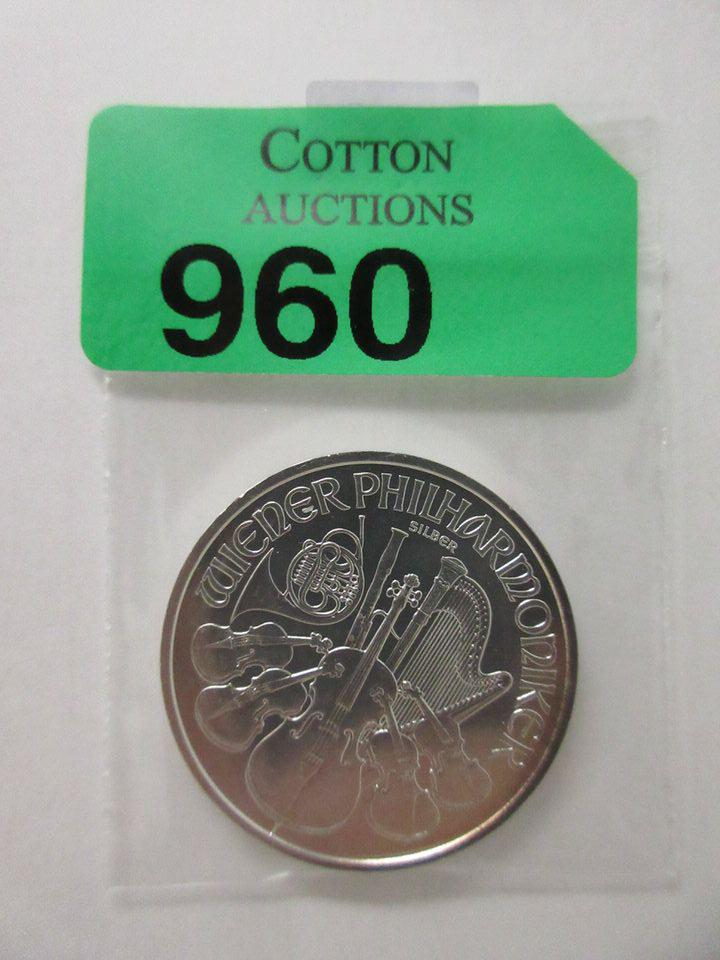 COTTON
AUCTIONS
960
WIENER PHILHARMONIKER
SILBER